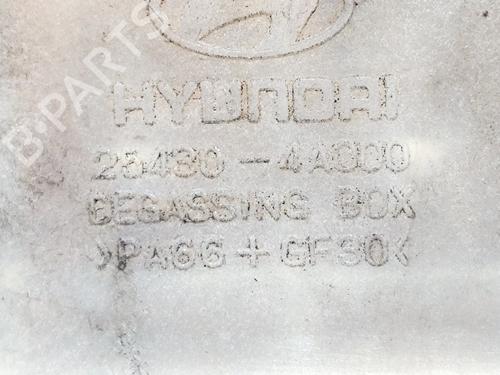 B-PARTS
HYUNDAI
25430-4A000
DEGASSING BOX
>PA66+GF30<